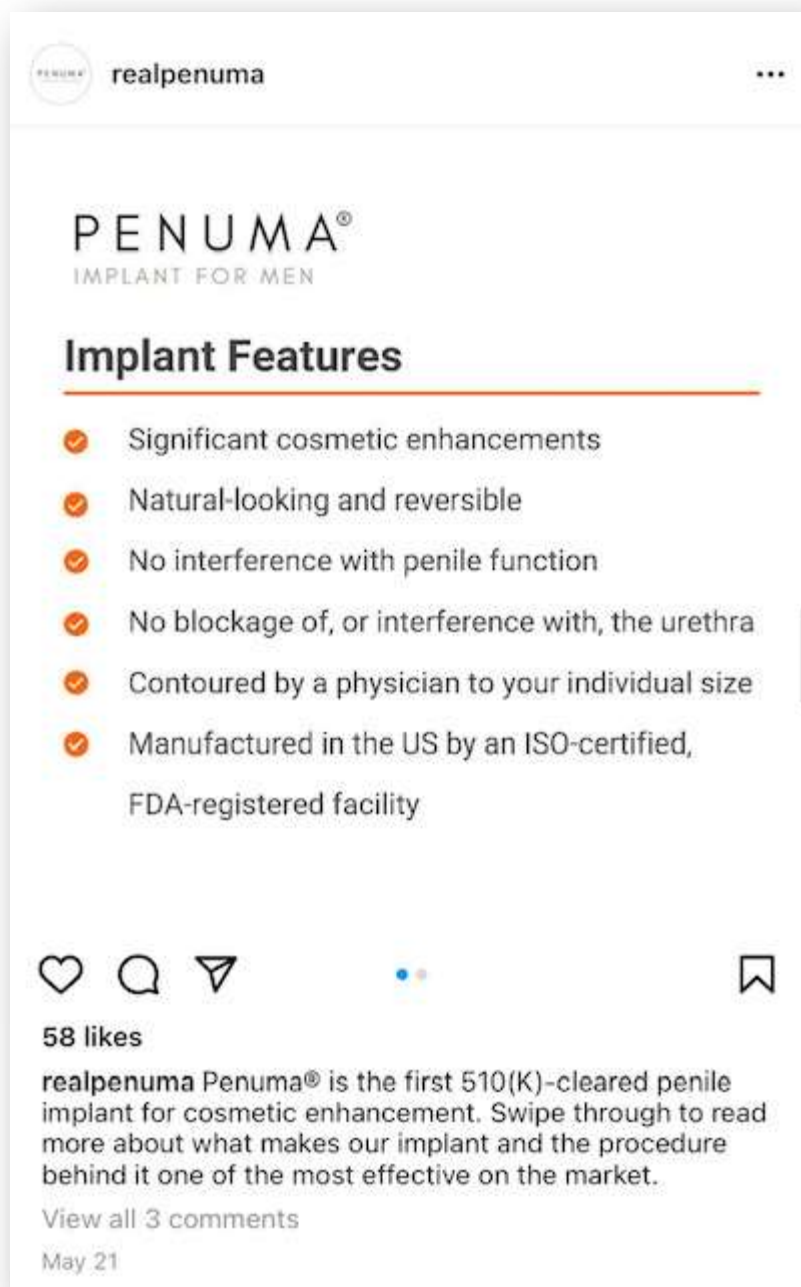 PENUMA®
realpenuma
PENUMA®
IMPLANT FOR MEN
Implant Features
Significant cosmetic enhancements
Natural-looking and reversible
No interference with penile function
No blockage of, or interference with, the urethra
Contoured by a physician to your individual size
Manufactured in the US by an ISO-certified,
FDA-registered facility
58 likes
realpenuma Penuma® is the first 510(K)-cleared penile
implant for cosmetic enhancement. Swipe through to read
more about what makes our implant and the procedure
behind it one of the most effective on the market.
View all 3 comments
May 21